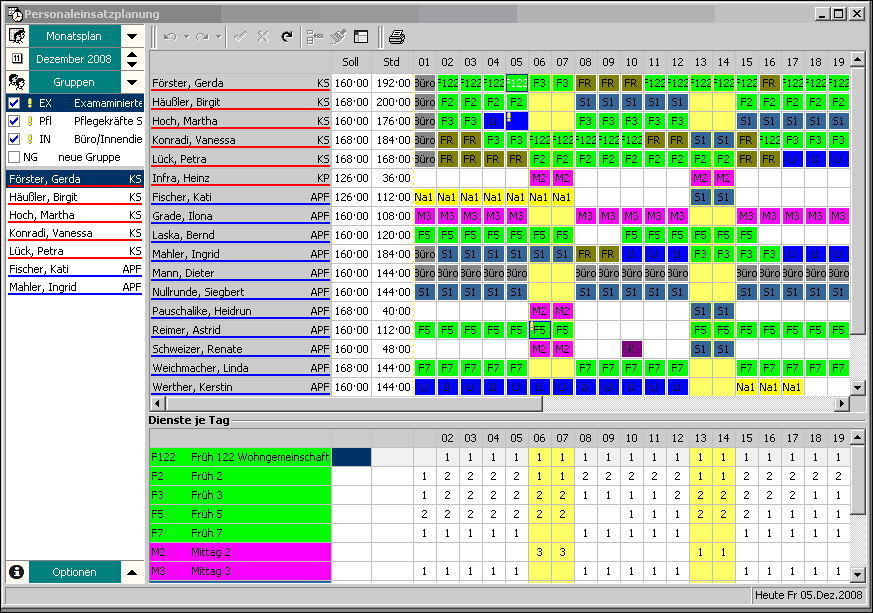 Personaleinsatzplanung
Monatsplan
Dezember 2008
Gruppen
EX Examaminierte
Pfl Pflegekräfte S
IN Büro/Innendie
NG neue Gruppe
Förster, Gerda KS
Häußler, Birgit KS
Hoch, Martha KS
Konradi, Vanessa KS
Lück, Petra KS
Fischer, Kati APF
Mahler, Ingrid APF
Optionen
Soll Std 01 02 03 04 05 06 07 08 09 10 11 12 13 14 15 16 17 18 19
Förster, Gerda KS 160·00 192·00 Büro F122 F122 F122 F122 F3 F3 FR FR FR F122 F122 F122 F122 F122 FR F122 F122 F122
Häußler, Birgit KS 168·00 200·00 Büro F2 F2 F2 F2 S1 S1 S1 S1 S1 F2 F2 F2 F2 F2
Hoch, Martha KS 168·00 176·00 Büro F3 F3 U ! F3 F3 F3 F3 F3 S1 S1 S1 S1 S1
Konradi, Vanessa KS 168·00 184·00 Büro FR FR F3 F3 F122 F122 F122 F122 F122 FR FR S1 S1 FR F122 F3 F3 F3
Lück, Petra KS 168·00 168·00 Büro FR FR FR FR F2 F2 F2 F2 F2 F2 F2 F2 F2 FR FR U U U
Infra, Heinz KP 126·00 36·00 M2 M2 M2 M2
Fischer, Kati APF 126·00 112·00 Na1 Na1 Na1 Na1 Na1 Na1 Na1 S1 S1
Grade, Ilona APF 160·00 108·00 M3 M3 M3 M3 M3 M3 M3 M3 M3 M3 M3 M3 M3 M3 M3
Laska, Bernd APF 160·00 120·00 F5 F5 F5 F5 F5 F5 F5 F5 F5 F5 F5 F5 F5
Mahler, Ingrid APF 160·00 184·00 Büro S1 S1 S1 S1 S1 S1 FR FR U U U F3 F3 F3 F3 U U U
Mann, Dieter APF 160·00 144·00 Büro Büro Büro Büro Büro Büro Büro Büro Büro Büro Büro Büro Büro Büro Büro
Nullrunde, Siegbert APF 160·00 144·00 S1 S1 S1 S1 S1 S1 S1 S1 S1 S1 S1 S1 S1 S1 S1
Pauschalike, Heidrun APF 168·00 40·00 M2 M2 S1 S1
Reimer, Astrid APF 160·00 112·00 F5 F5 F5 F5 F5 F5 F5 F5 F5 F5 F5 F5 F5 F5
Schweizer, Renate APF 160·00 48·00 M2 M2 K S1 S1
Weichmacher, Linda APF 168·00 144·00 F7 F7 F7 F7 F7 F7 F7 F7 F7 F7 F7 F7 F7 F7 F7
Werther, Kerstin APF 160·00 144·00 U U U U U U U U U U U U Na1 Na1 Na1
Dienste je Tag
02 03 04 05 06 07 08 09 10 11 12 13 14 15 16 17 18 19
F122 Früh 122 Wohngemeinschaft 1 1 1 1 1 1 1 1 1 1 1 1 1 1 1 1 1 1
F2 Früh 2 1 2 2 2 2 1 1 2 2 2 2 2 1 1 2 2 2 2 2
F3 Früh 3 1 2 2 2 2 2 2 1 1 1 1 2 2 2 2 2 2 2 2
F5 Früh 5 2 2 2 2 2 2 2 1 1 1 2 2 2 1 1 1 1
F7 Früh 7 1 1 1 1 1 1 1 1 1 1 1 1 1 1 1
M2 Mittag 2 3 3 1 1
M3 Mittag 3 1 1 1 1 1 1 1 1 1 1 1 1 1 1 1
Heute Fr 05.Dez.2008